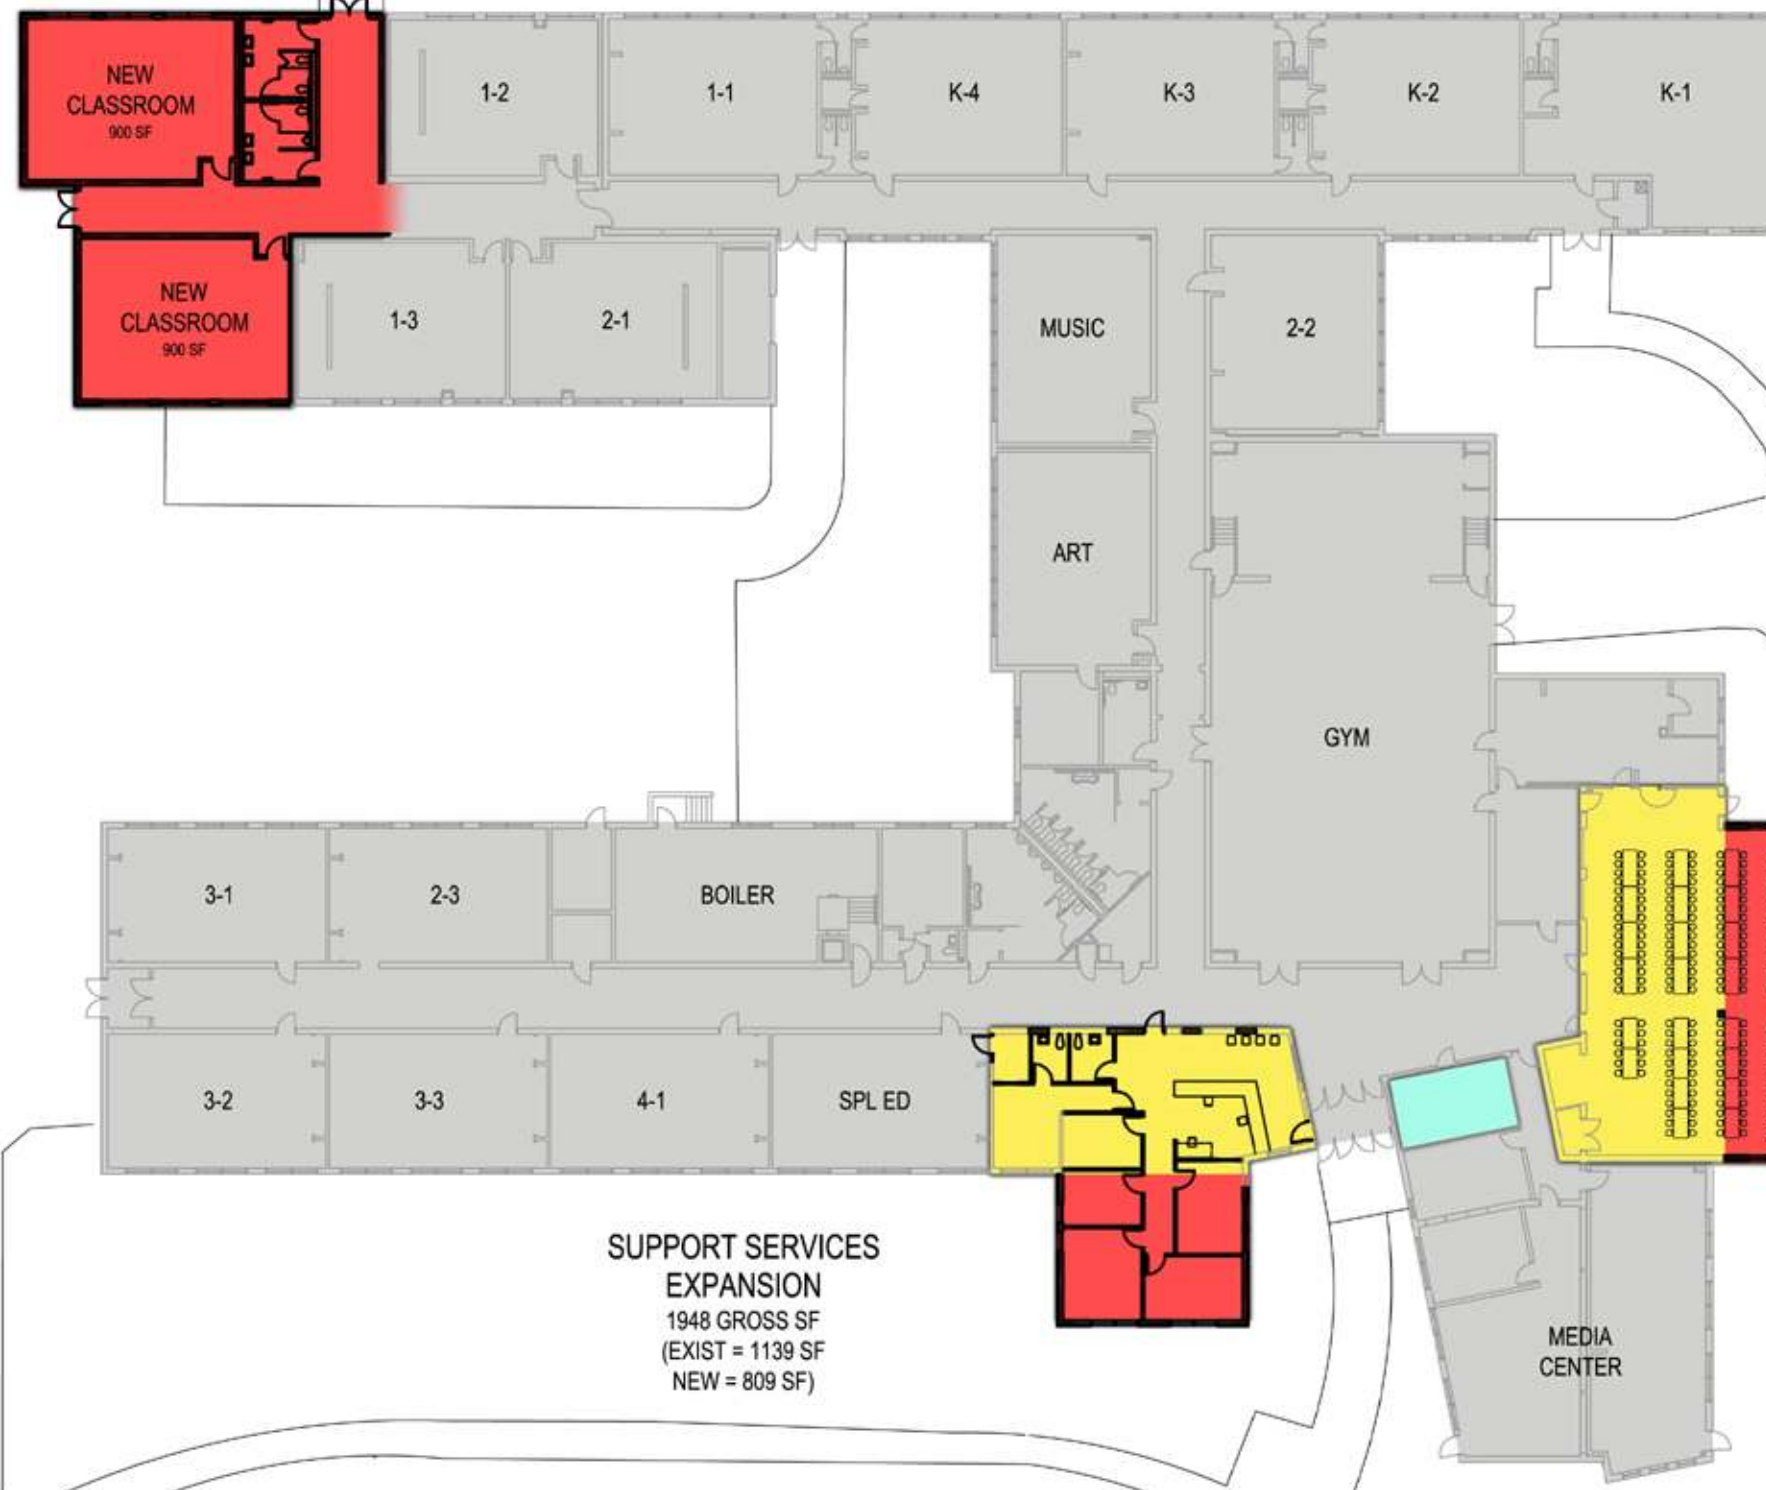 NEW
CLASSROOM
900 SF
1-2
1-1
K-4
K-3
K-2
K-1
NEW
CLASSROOM
900 SF
1-3
2-1
MUSIC
2-2
ART
GYM
3-1
2-3
BOILER
3-2
3-3
4-1
SPL ED
SUPPORT SERVICES
EXPANSION
1948 GROSS SF
(EXIST = 1139 SF
NEW = 809 SF)
MEDIA
CENTER